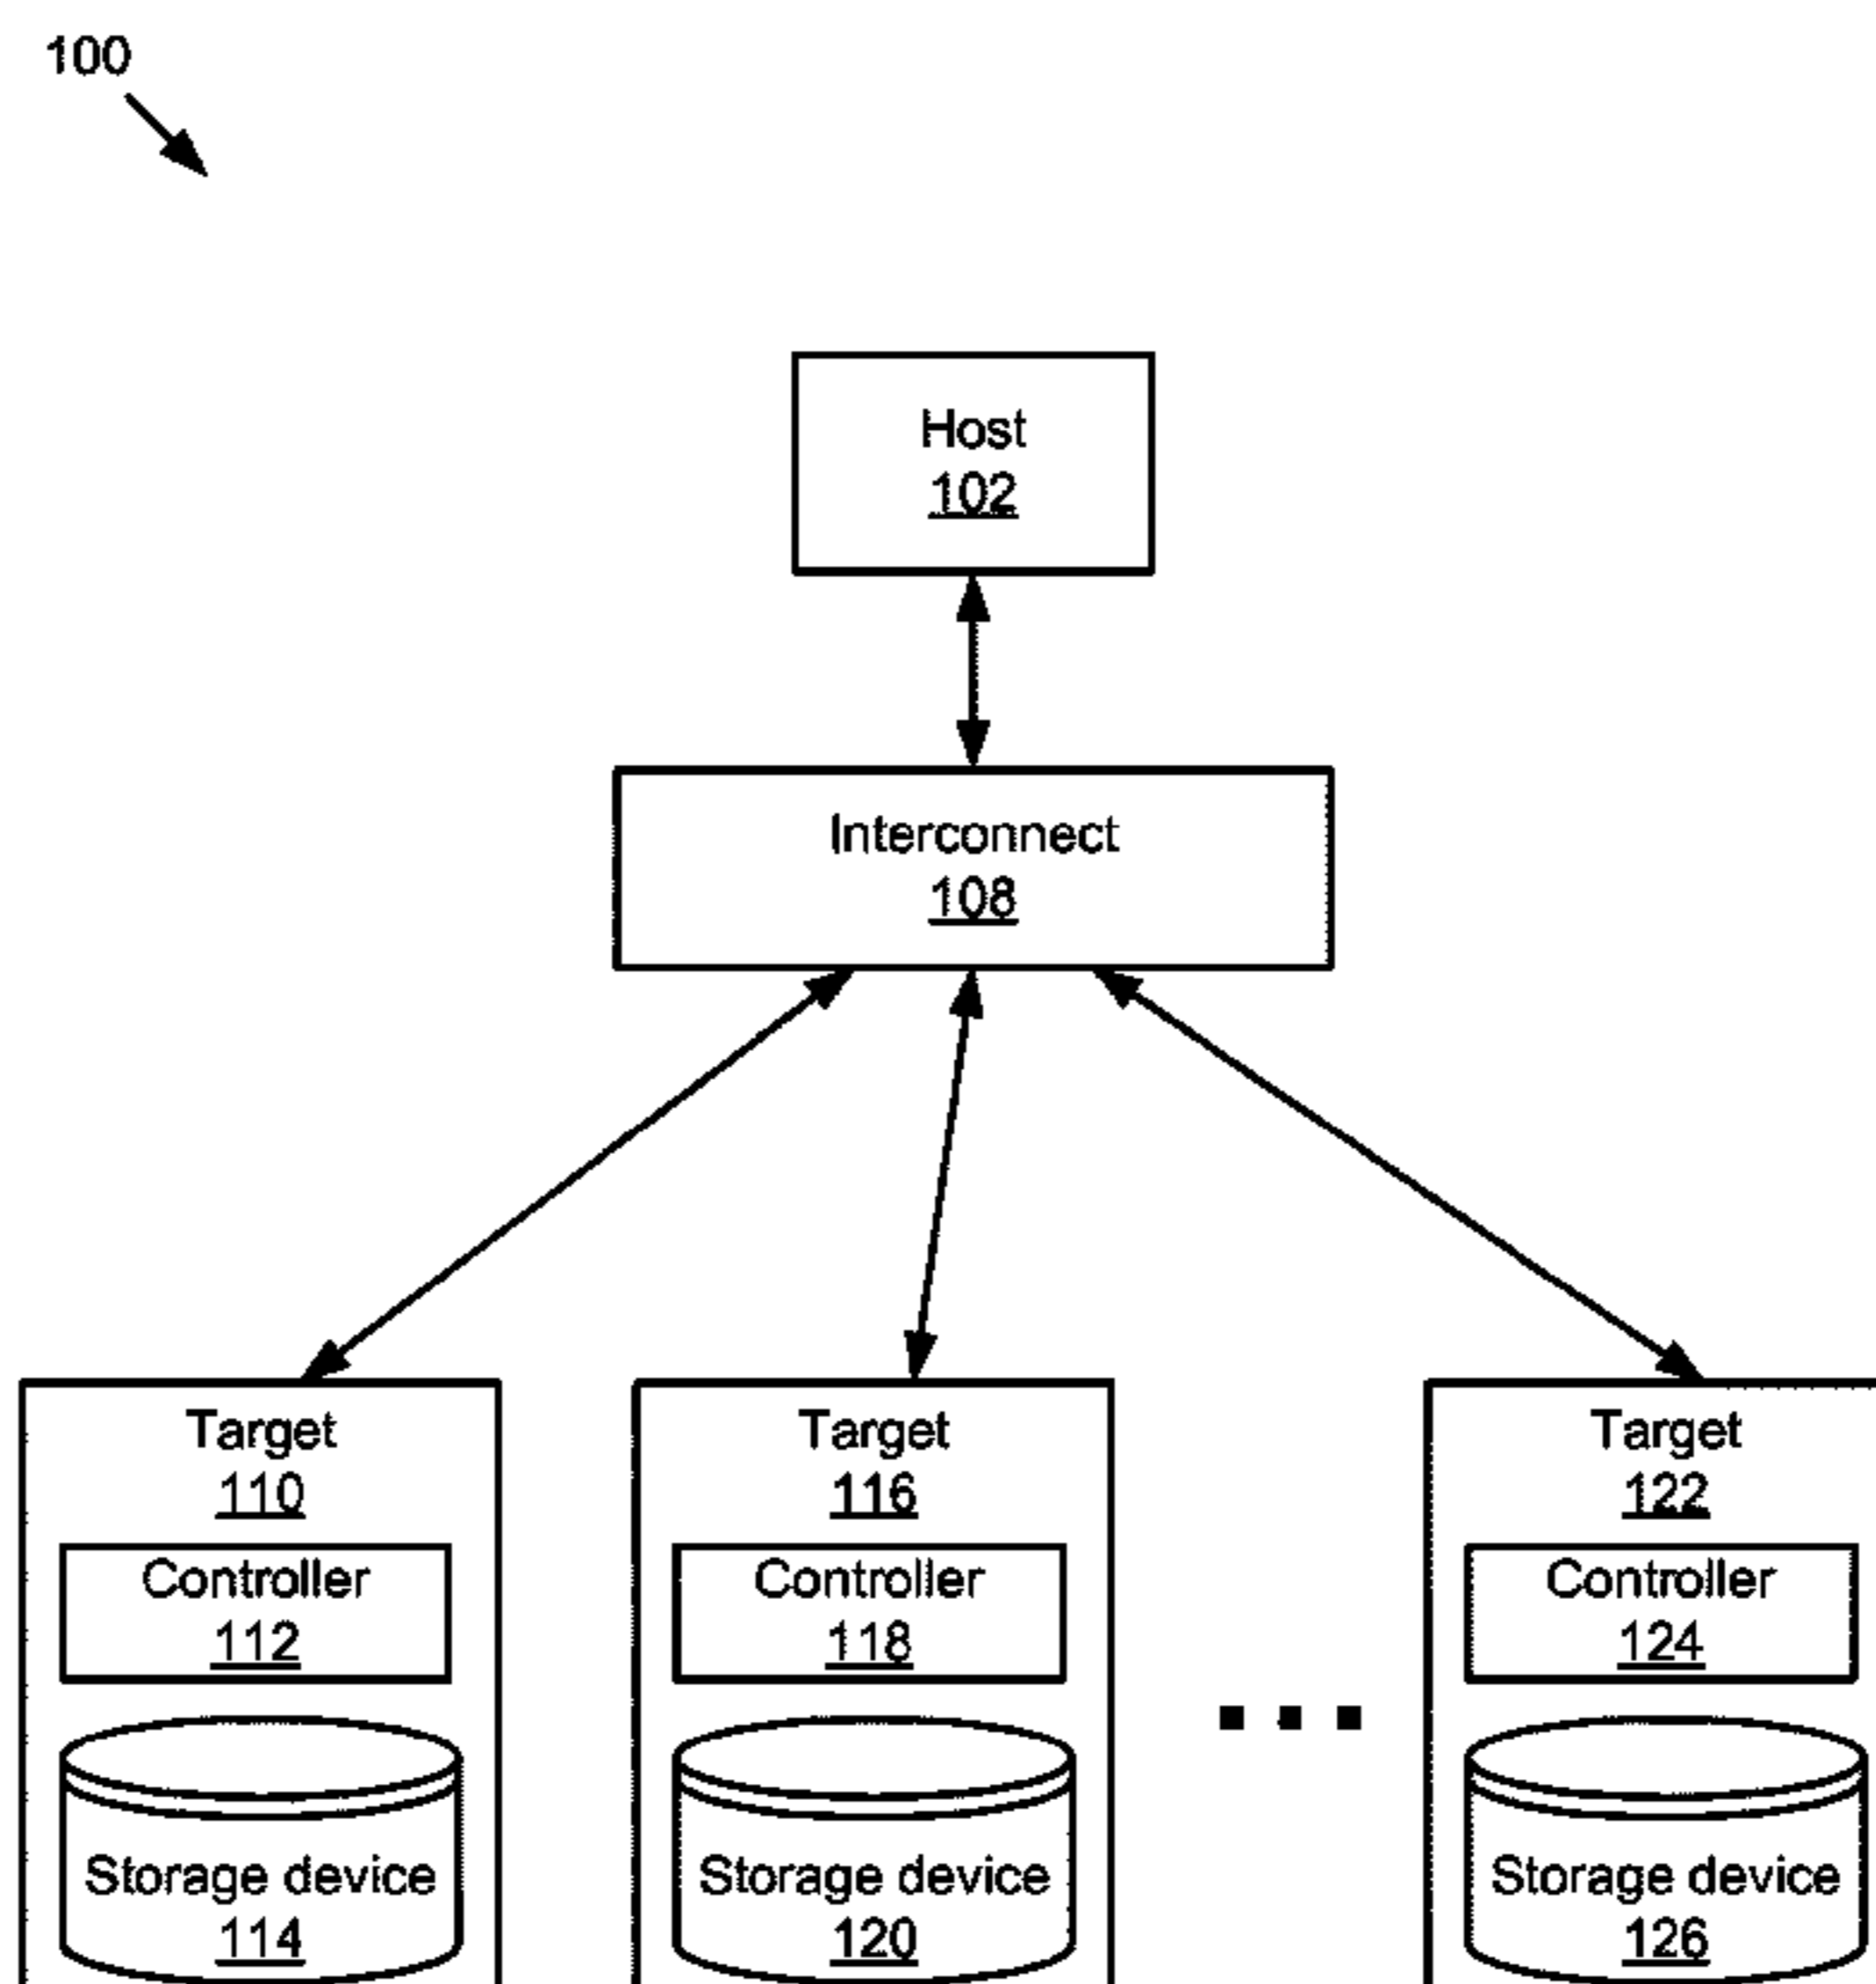 100
Host
102
Interconnect
108
Target
110
Controller
112
Storage device
114
Target
116
Controller
118
Storage device
120
Target
122
Controller
124
Storage device
126